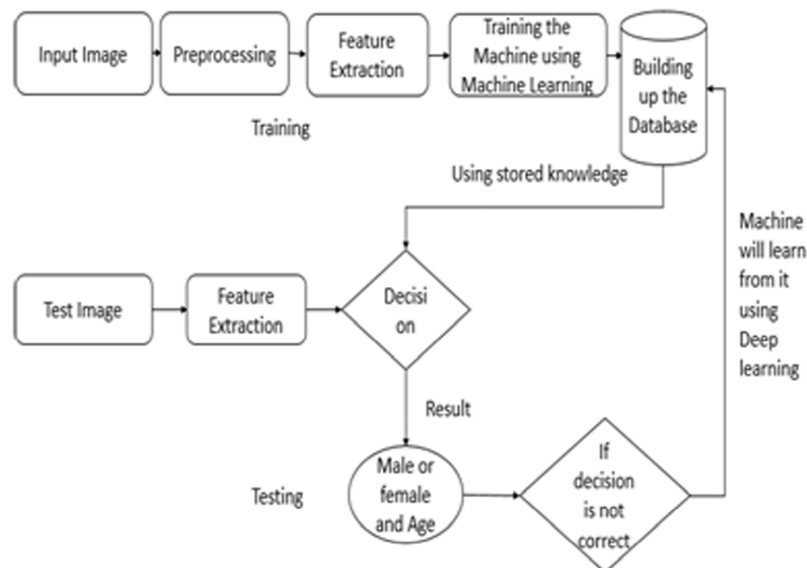 Input Image
Preprocessing
Feature
Extraction
Training the
Machine using
Machine Learning
Building
up the
Database
Training
Using stored knowledge
Machine
will learn
from it
using
Deep
learning
Test Image
Feature
Extraction
Decisi
on
Result
Testing
Male or
female
and Age
If
decision
is not
correct